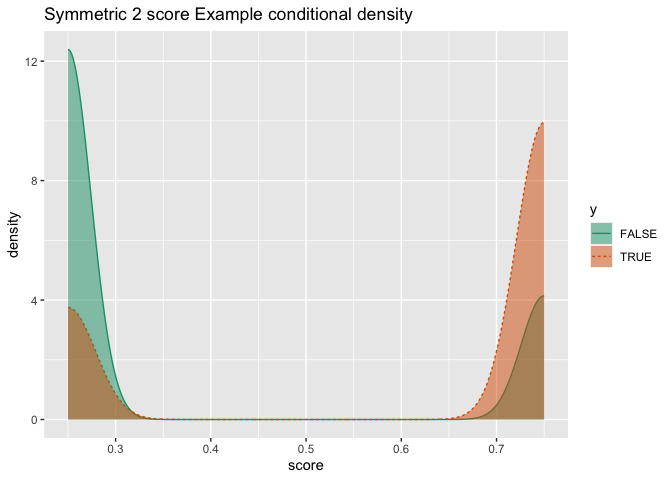 Symmetric 2 score Example conditional density
12
8
4
0
density
0.3 0.4 0.5 0.6 0.7
score
y
FALSE
TRUE